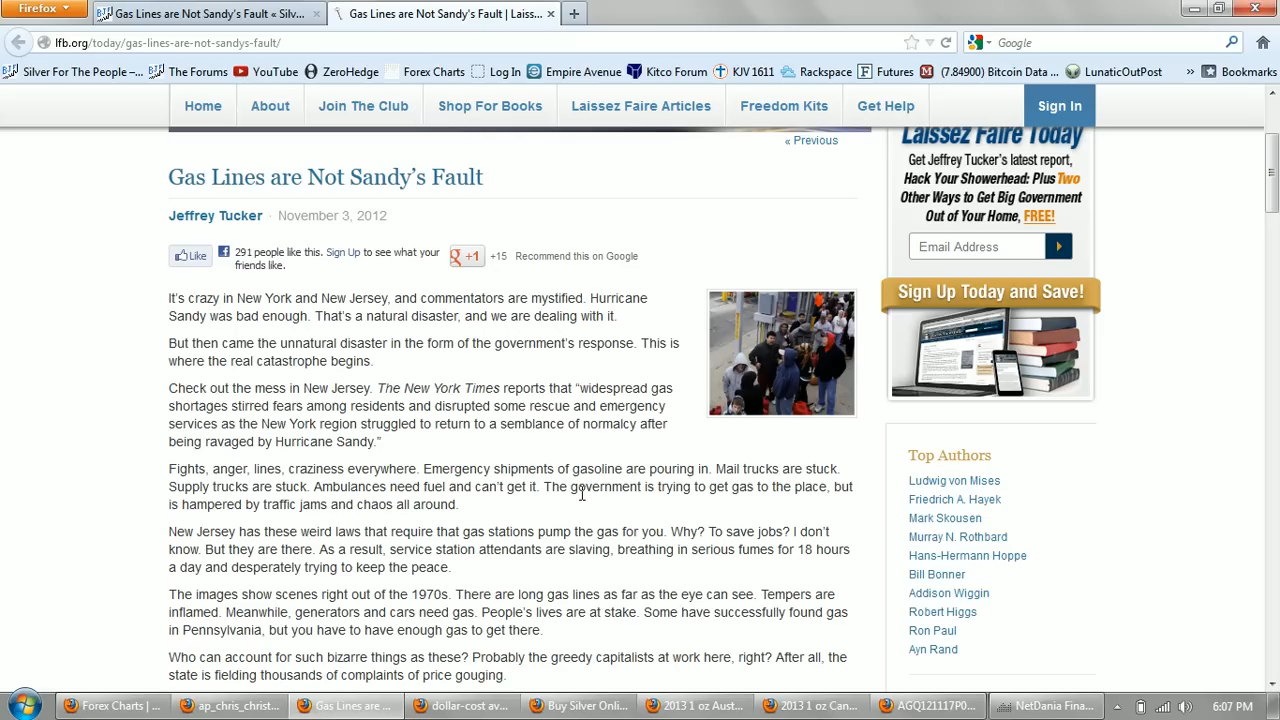 Firefox
Gas Lines are Not Sandy's Fault « Silv...
Gas Lines are Not Sandy's Fault | Laiss...
lfb.org/today/gas-lines-are-not-sandys-fault/
Google
Silver For The People –...
The Forums
YouTube
ZeroHedge
Forex Charts
Log In
Empire Avenue
Kitco Forum
KJV 1611
Rackspace
Futures
(7.84900) Bitcoin Data ...
LunaticOutPost
»
Bookmarks
Home
About
Join The Club
Shop For Books
Laissez Faire Articles
Freedom Kits
Get Help
Sign In
« Previous
Gas Lines are Not Sandy's Fault
Jeffrey Tucker · November 3, 2012
Like
291 people like this. Sign Up to see what your
friends like.
+1
+15
Recommend this on Google
It's crazy in New York and New Jersey, and commentators are mystified. Hurricane
Sandy was bad enough. That's a natural disaster, and we are dealing with it.
But then came the unnatural disaster in the form of the government's response. This is
where the real catastrophe begins.
Check out the mess in New Jersey. The New York Times reports that “widespread gas
shortages stirred fears among residents and disrupted some rescue and emergency
services as the New York region struggled to return to a semblance of normalcy after
being ravaged by Hurricane Sandy.”
Fights, anger, lines, craziness everywhere. Emergency shipments of gasoline are pouring in. Mail trucks are stuck.
Supply trucks are stuck. Ambulances need fuel and can't get it. The government is trying to get gas to the place, but
is hampered by traffic jams and chaos all around.
New Jersey has these weird laws that require that gas stations pump the gas for you. Why? To save jobs? I don't
know. But they are there. As a result, service station attendants are slaving, breathing in serious fumes for 18 hours
a day and desperately trying to keep the peace.
The images show scenes right out of the 1970s. There are long gas lines as far as the eye can see. Tempers are
inflamed. Meanwhile, generators and cars need gas. People's lives are at stake. Some have successfully found gas
in Pennsylvania, but you have to have enough gas to get there.
Who can account for such bizarre things as these? Probably the greedy capitalists at work here, right? After all, the
state is fielding thousands of complaints of price gouging.
Laissez Faire Today
Get Jeffrey Tucker's latest report,
Hack Your Showerhead: Plus Two
Other Ways to Get Big Government
Out of Your Home, FREE!
Email Address
Sign Up Today and Save!
Top Authors
Ludwig von Mises
Friedrich A. Hayek
Mark Skousen
Murray N. Rothbard
Hans-Hermann Hoppe
Bill Bonner
Addison Wiggin
Robert Higgs
Ron Paul
Ayn Rand
Forex Charts | ...
ap_chris_christ...
Gas Lines are ...
dollar-cost av...
Buy Silver Onli...
2013 1 oz Aust...
2013 1 oz Can...
AGQ121117P0...
NetDania Fina...
6:07 PM